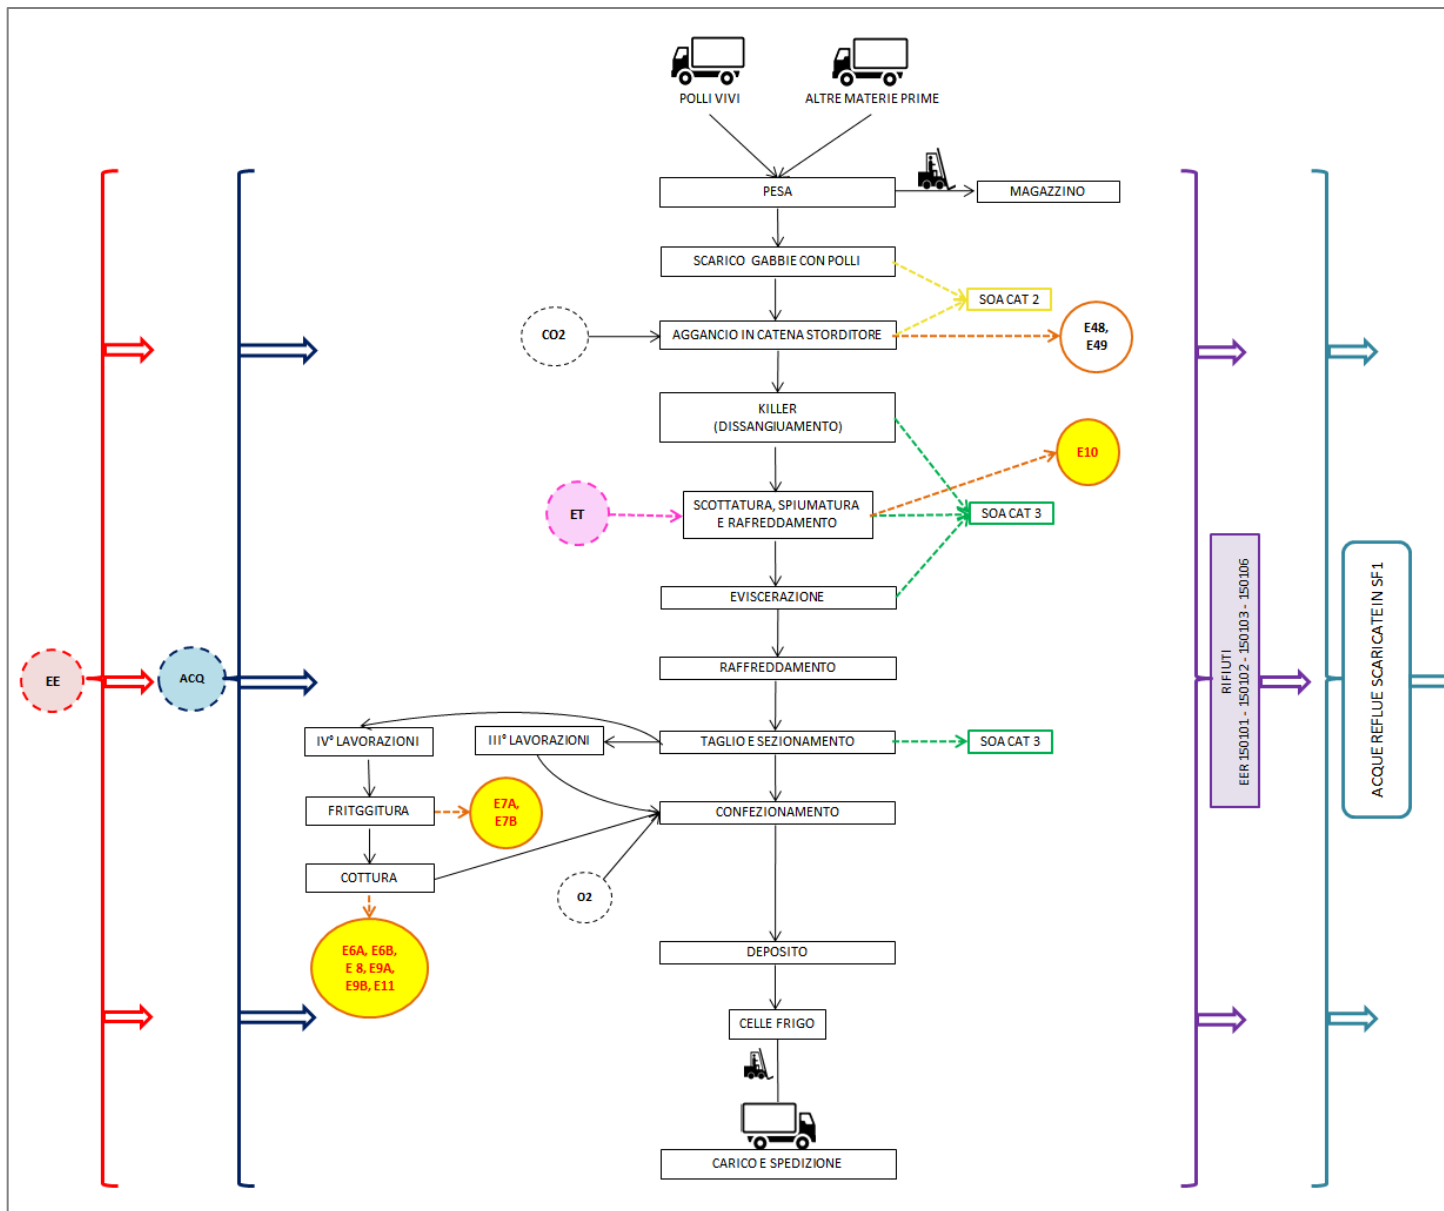 POLLI VIVI
ALTRE MATERIE PRIME
PESA
MAGAZZINO
SCARICO GABBIE CON POLLI
SOA CAT 2
CO2
AGGANCIO IN CATENA STORDITORE
E48,
E49
KILLER
(DISSANGIUAMENTO)
E10
ET
SCOTTATURA, SPIUMATURA
E RAFREDDAMENTO
SOA CAT 3
EVISCERAZIONE
RAFFREDDAMENTO
EE
ACQ
RIFIUTI
EER 150101 - 150102 - 150103 - 150106
ACQUE REFLUE SCARICATE IN SF1
IV° LAVORAZIONI
III° LAVORAZIONI
TAGLIO E SEZIONAMENTO
SOA CAT 3
FRITGGITURA
E7A,
E7B
CONFEZIONAMENTO
COTTURA
O2
E6A, E6B,
E 8, E9A,
E9B, E11
DEPOSITO
CELLE FRIGO
CARICO E SPEDIZIONE